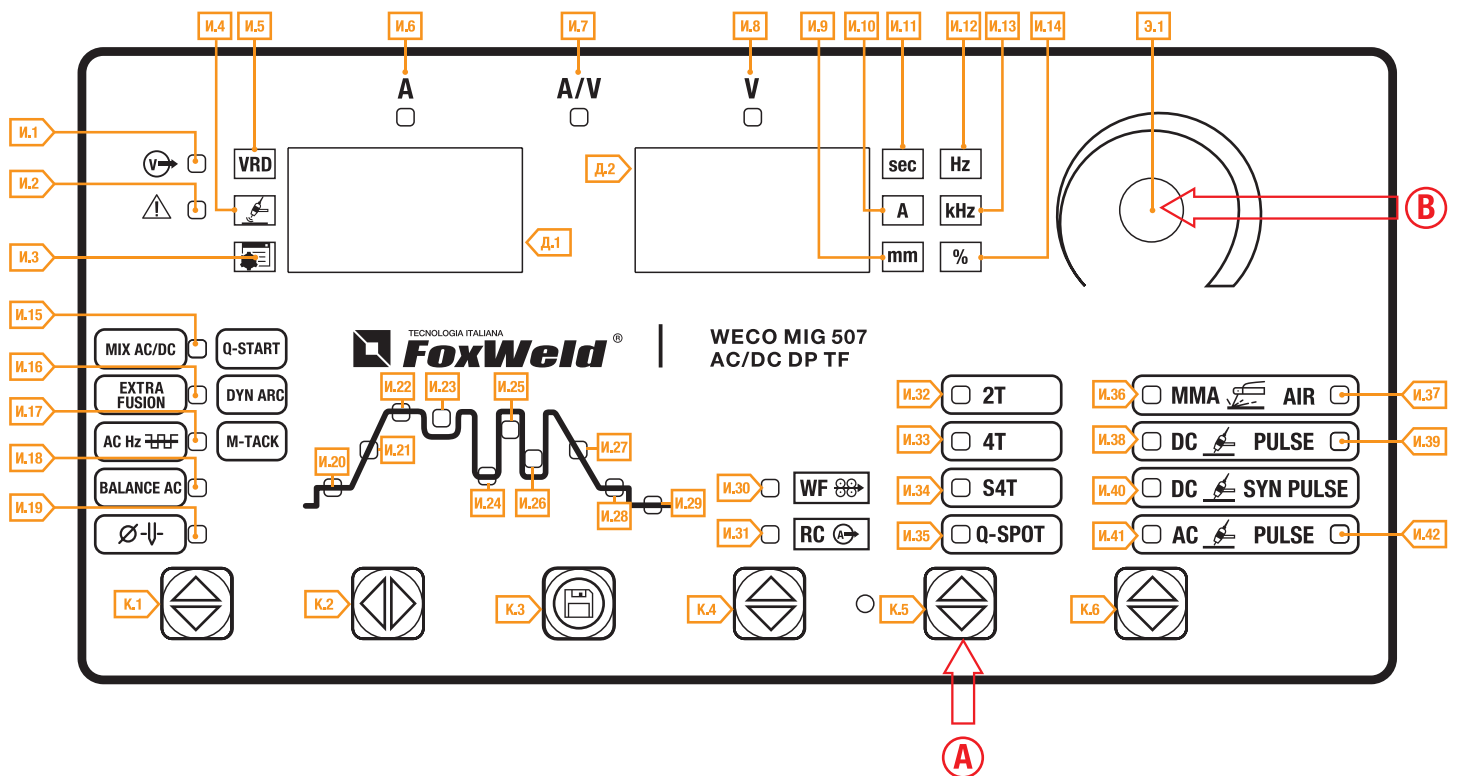 И.4 И.5 И.6 И.7 И.8 И.9 И.10 И.11 И.12 И.13 И.14 Э.1
A A/V V
И.1 V VRD sec Hz
Д.2
B
И.2 A kHz
И.3 Д.1 mm %
И.15 MIX AC/DC Q-START
TECNOLOGIA ITALIANA
FoxWeld ®
WECO MIG 507
AC/DC DP TF
И.16 EXTRA FUSION DYN ARC
И.17 AC Hz M-TACK
И.18 BALANCE AC
И.19 Ø
И.20 И.21 И.22 И.23 И.24 И.25 И.26 И.27 И.28 И.29
И.30 WF
И.31 RC A
И.32 2T
И.33 4T
И.34 S4T
И.35 Q-SPOT
И.36 MMA AIR И.37
И.38 DC PULSE И.39
И.40 DC SYN PULSE
И.41 AC PULSE И.42
К.1 К.2 К.3 К.4 К.5 К.6
A